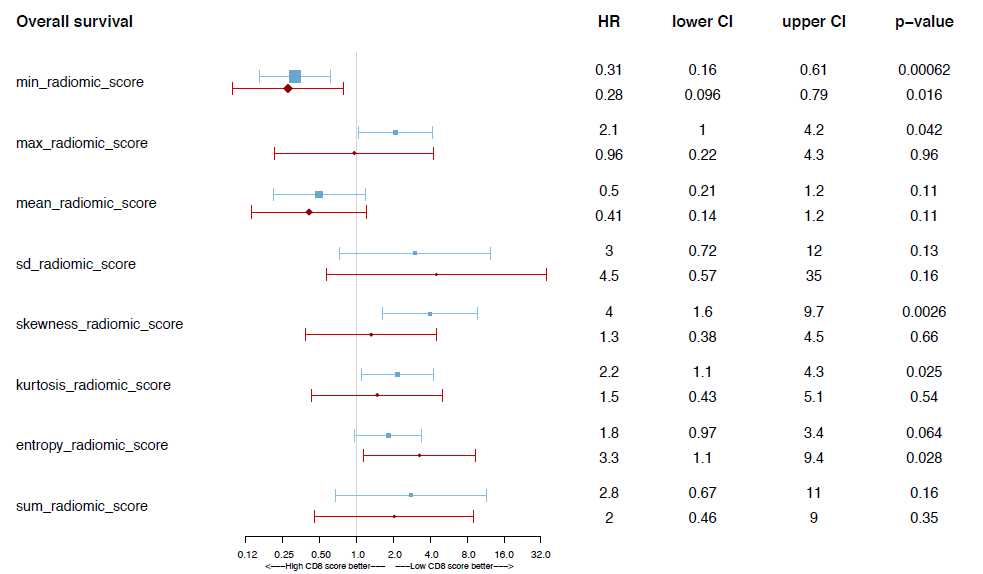 Overall survival HR lower CI upper CI p−value
min_radiomic_score 0.31 0.16 0.61 0.00062
0.28 0.096 0.79 0.016
max_radiomic_score 2.1 1 4.2 0.042
0.96 0.22 4.3 0.96
mean_radiomic_score 0.5 0.21 1.2 0.11
0.41 0.14 1.2 0.11
sd_radiomic_score 3 0.72 12 0.13
4.5 0.57 35 0.16
skewness_radiomic_score 4 1.6 9.7 0.0026
1.3 0.38 4.5 0.66
kurtosis_radiomic_score 2.2 1.1 4.3 0.025
1.5 0.43 5.1 0.54
entropy_radiomic_score 1.8 0.97 3.4 0.064
3.3 1.1 9.4 0.028
sum_radiomic_score 2.8 0.67 11 0.16
2 0.46 9 0.35
0.12 0.25 0.50 1.0 2.0 4.0 8.0 16.0 32.0
<−−−High CD8 score better−−− −−−Low CD8 score better−−−>